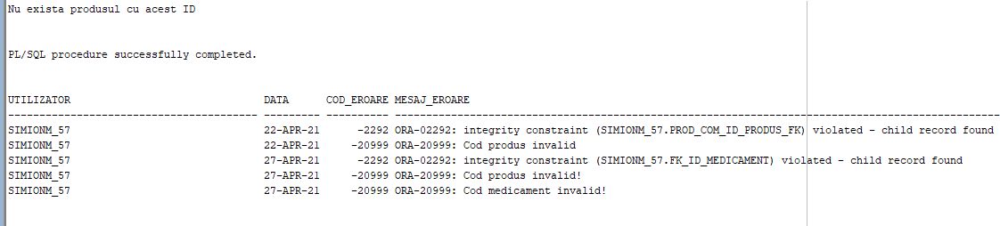 Nu exista produsul cu acest ID
PL/SQL procedure successfully completed.
UTILIZATOR DATA COD_EROARE MESAJ_EROARE
---------------------------------------- --------- ---------- -------------------------------------------------------------------------------------------------
SIMIONM_57 22-APR-21 -2292 ORA-02292: integrity constraint (SIMIONM_57.PROD_COM_ID_PRODUS_FK) violated - child record found
SIMIONM_57 22-APR-21 -20999 ORA-20999: Cod produs invalid
SIMIONM_57 27-APR-21 -2292 ORA-02292: integrity constraint (SIMIONM_57.FK_ID_MEDICAMENT) violated - child record found
SIMIONM_57 27-APR-21 -20999 ORA-20999: Cod produs invalid!
SIMIONM_57 27-APR-21 -20999 ORA-20999: Cod medicament invalid!